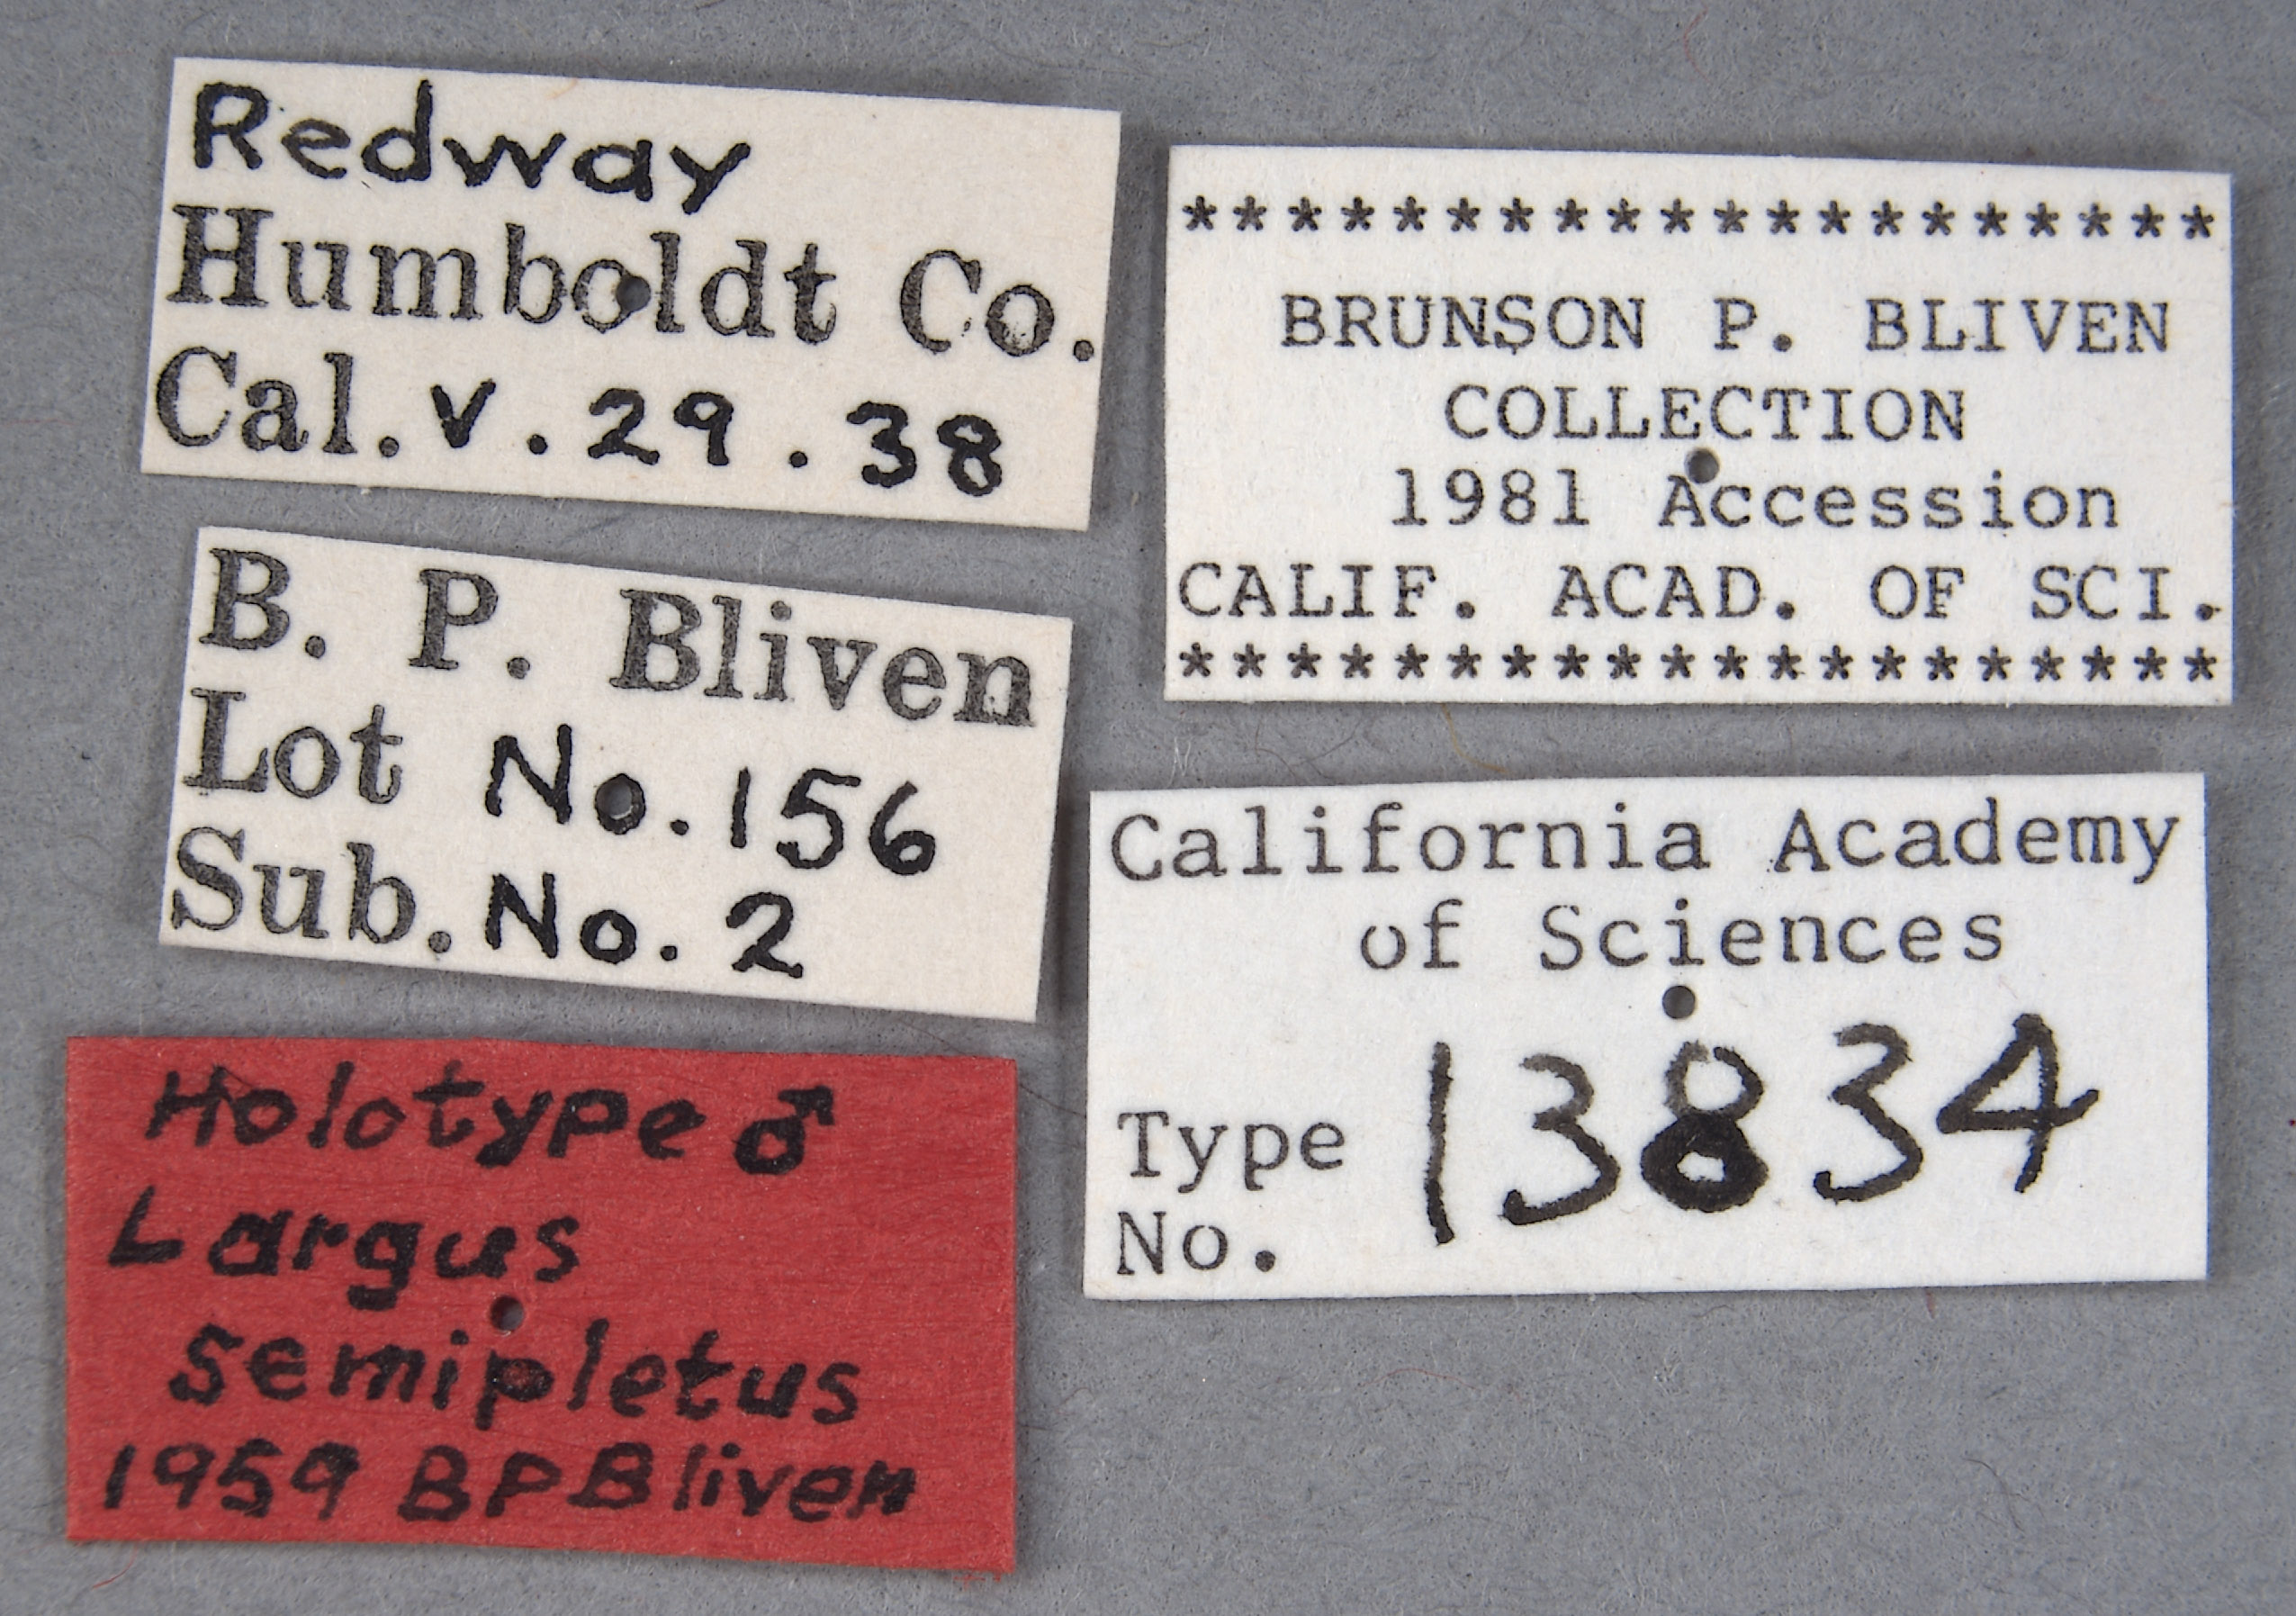 Redway
Humboldt Co.
Cal. V. 29. 38
B. P. Bliven
Lot No. 156
Sub. No. 2
Holotype ♂
Largus
semipletus
1959 BPBliven
********************
BRUNSON P. BLIVEN
COLLECTION
1981 Accession
CALIF. ACAD. OF SCI.
********************
California Academy
of Sciences
Type 13834
No.